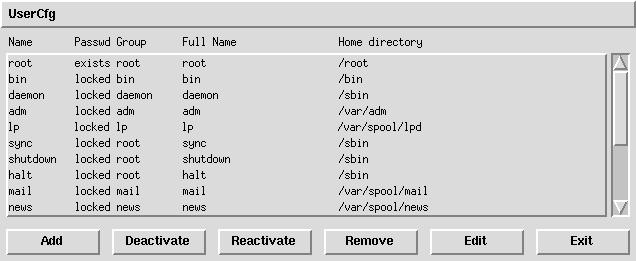 UserCfg
Name Passwd Group Full Name Home directory
root exists root root /root
bin locked bin bin /bin
daemon locked daemon daemon /sbin
adm locked adm adm /var/adm
lp locked lp lp /var/spool/lpd
sync locked root sync /sbin
shutdown locked root shutdown /sbin
halt locked root halt /sbin
mail locked mail mail /var/spool/mail
news locked news news /var/spool/news
Add Deactivate Reactivate Remove Edit Exit